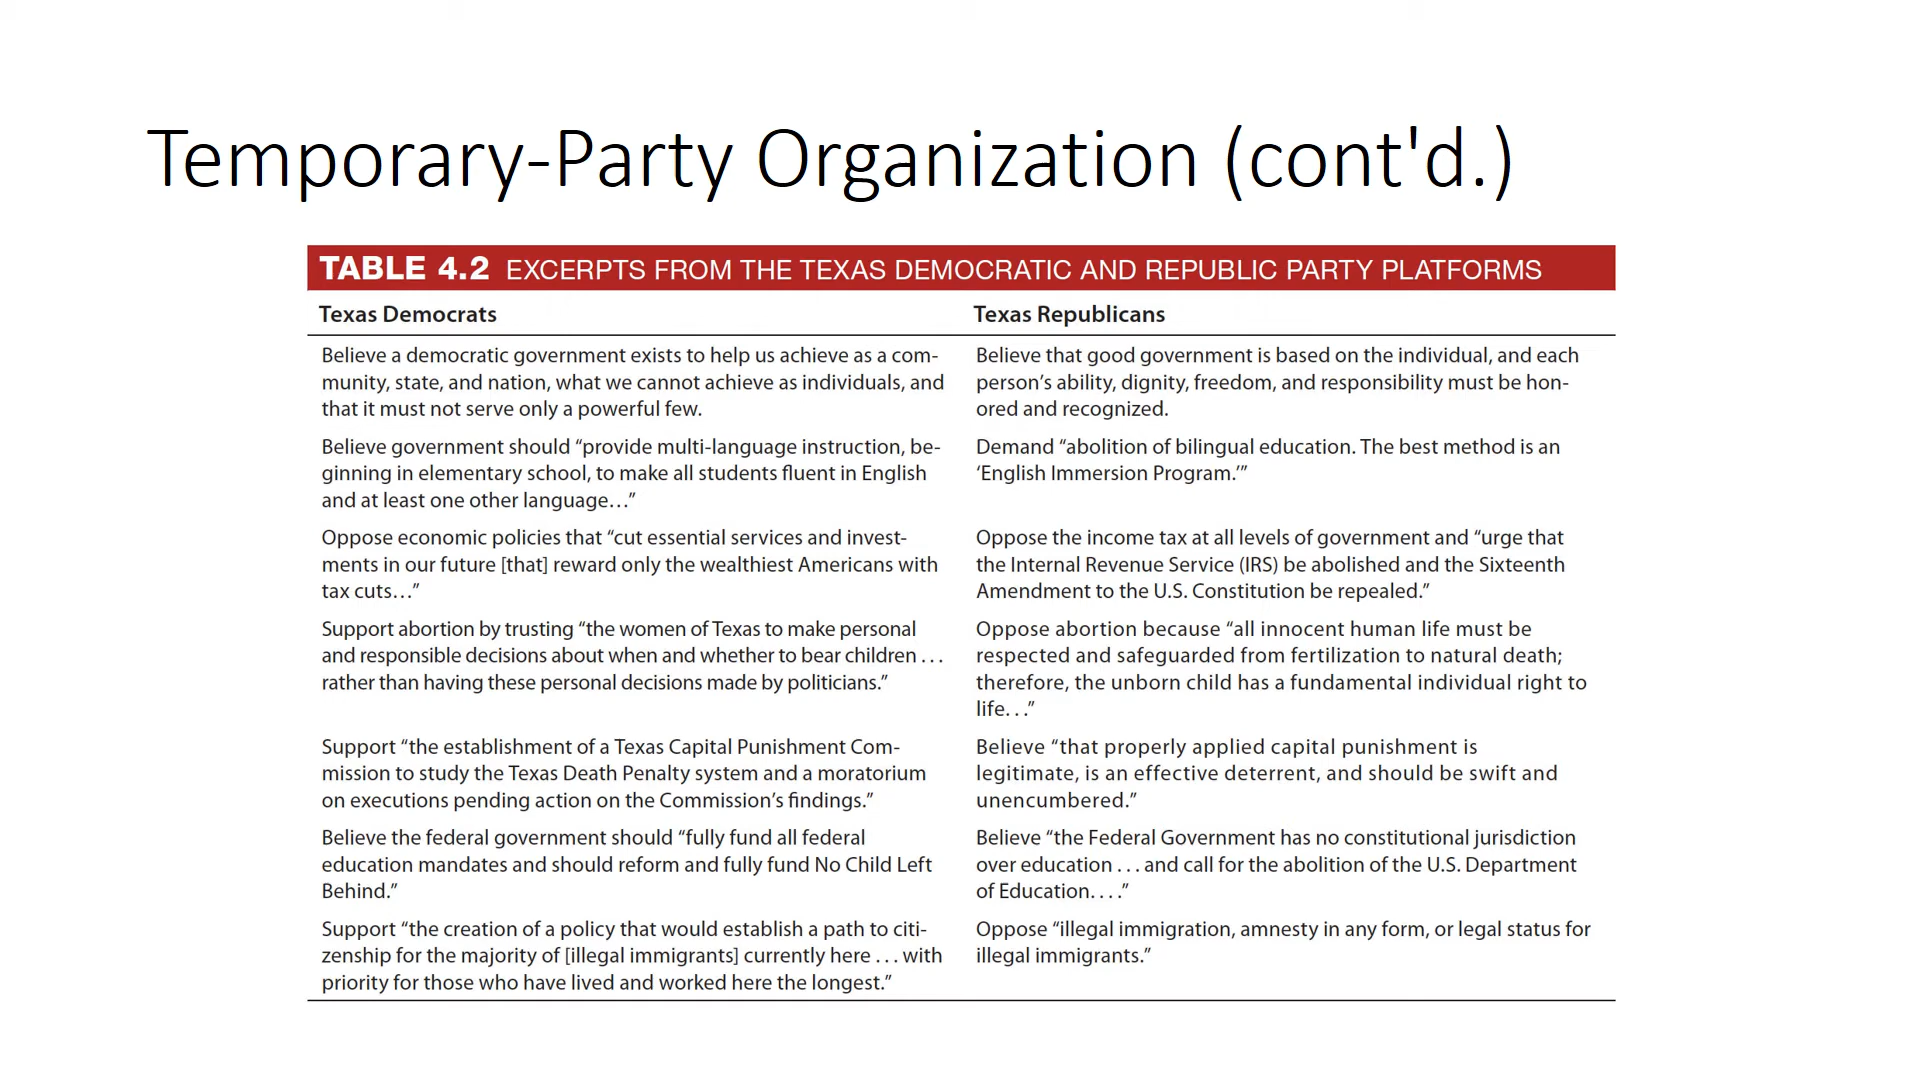 Temporary-Party Organization (cont'd.)
TABLE 4.2 EXCERPTS FROM THE TEXAS DEMOCRATIC AND REPUBLIC PARTY PLATFORMS
Texas Democrats
Texas Republicans
Believe a democratic government exists to help us achieve as a com-
munity, state, and nation, what we cannot achieve as individuals, and
that it must not serve only a powerful few.
Believe that good government is based on the individual, and each
person’s ability, dignity, freedom, and responsibility must be hon-
ored and recognized.
Believe government should “provide multi-language instruction, be-
ginning in elementary school, to make all students fluent in English
and at least one other language…”
Demand “abolition of bilingual education. The best method is an
‘English Immersion Program.’”
Oppose economic policies that “cut essential services and invest-
ments in our future [that] reward only the wealthiest Americans with
tax cuts…”
Oppose the income tax at all levels of government and “urge that
the Internal Revenue Service (IRS) be abolished and the Sixteenth
Amendment to the U.S. Constitution be repealed.”
Support abortion by trusting “the women of Texas to make personal
and responsible decisions about when and whether to bear children . . .
rather than having these personal decisions made by politicians.”
Oppose abortion because “all innocent human life must be
respected and safeguarded from fertilization to natural death;
therefore, the unborn child has a fundamental individual right to
life. . .”
Support “the establishment of a Texas Capital Punishment Com-
mission to study the Texas Death Penalty system and a moratorium
on executions pending action on the Commission’s findings.”
Believe “that properly applied capital punishment is
legitimate, is an effective deterrent, and should be swift and
unencumbered.”
Believe the federal government should “fully fund all federal
education mandates and should reform and fully fund No Child Left
Behind.”
Believe “the Federal Government has no constitutional jurisdiction
over education . . . and call for the abolition of the U.S. Department
of Education. . . .”
Support “the creation of a policy that would establish a path to citi-
zenship for the majority of [illegal immigrants] currently here . . . with
priority for those who have lived and worked here the longest.”
Oppose “illegal immigration, amnesty in any form, or legal status for
illegal immigrants.”